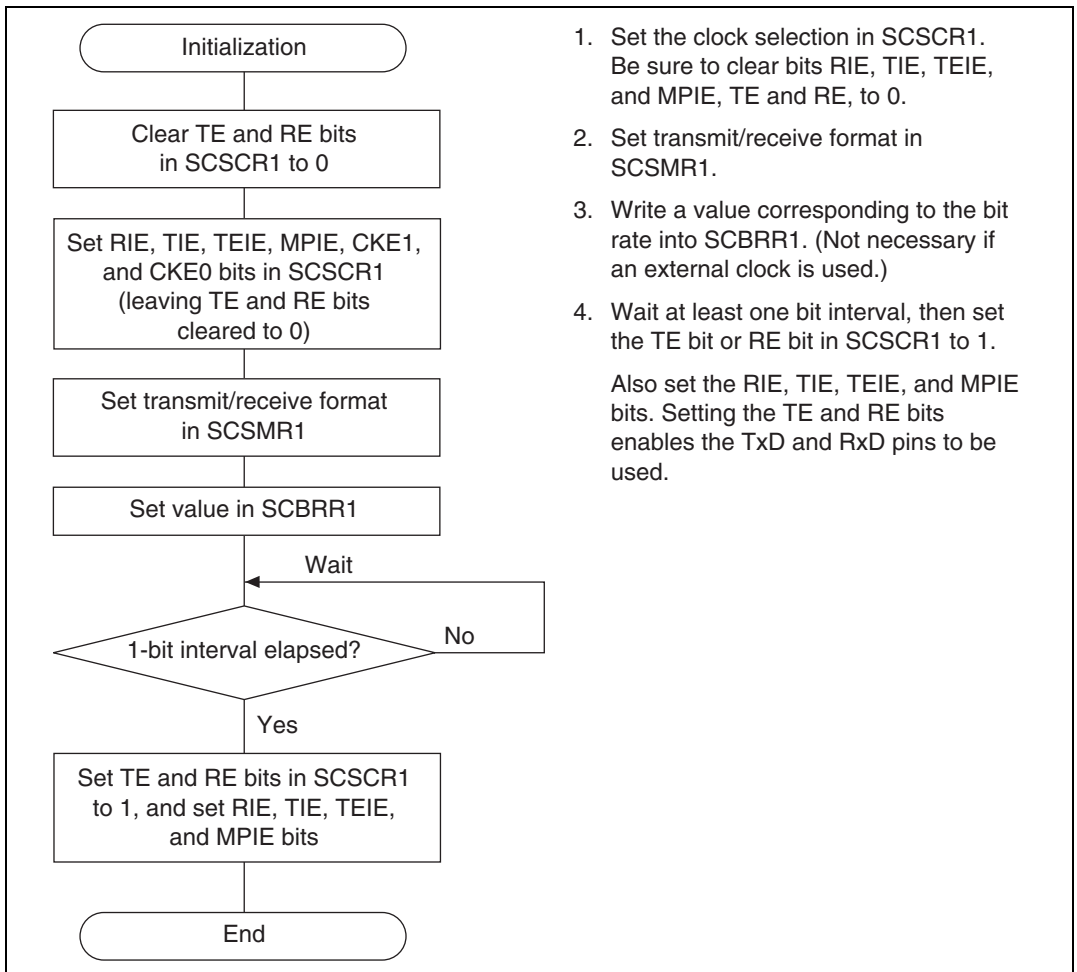 Initialization
Clear TE and RE bits
in SCSCR1 to 0
Set RIE, TIE, TEIE, MPIE, CKE1,
and CKE0 bits in SCSCR1
(leaving TE and RE bits
cleared to 0)
Set transmit/receive format
in SCSMR1
Set value in SCBRR1
Wait
1-bit interval elapsed?
No
Yes
Set TE and RE bits in SCSCR1
to 1, and set RIE, TIE, TEIE,
and MPIE bits
End
1. Set the clock selection in SCSCR1.
Be sure to clear bits RIE, TIE, TEIE,
and MPIE, TE and RE, to 0.
2. Set transmit/receive format in
SCSMR1.
3. Write a value corresponding to the bit
rate into SCBRR1. (Not necessary if
an external clock is used.)
4. Wait at least one bit interval, then set
the TE bit or RE bit in SCSCR1 to 1.
Also set the RIE, TIE, TEIE, and MPIE
bits. Setting the TE and RE bits
enables the TxD and RxD pins to be
used.